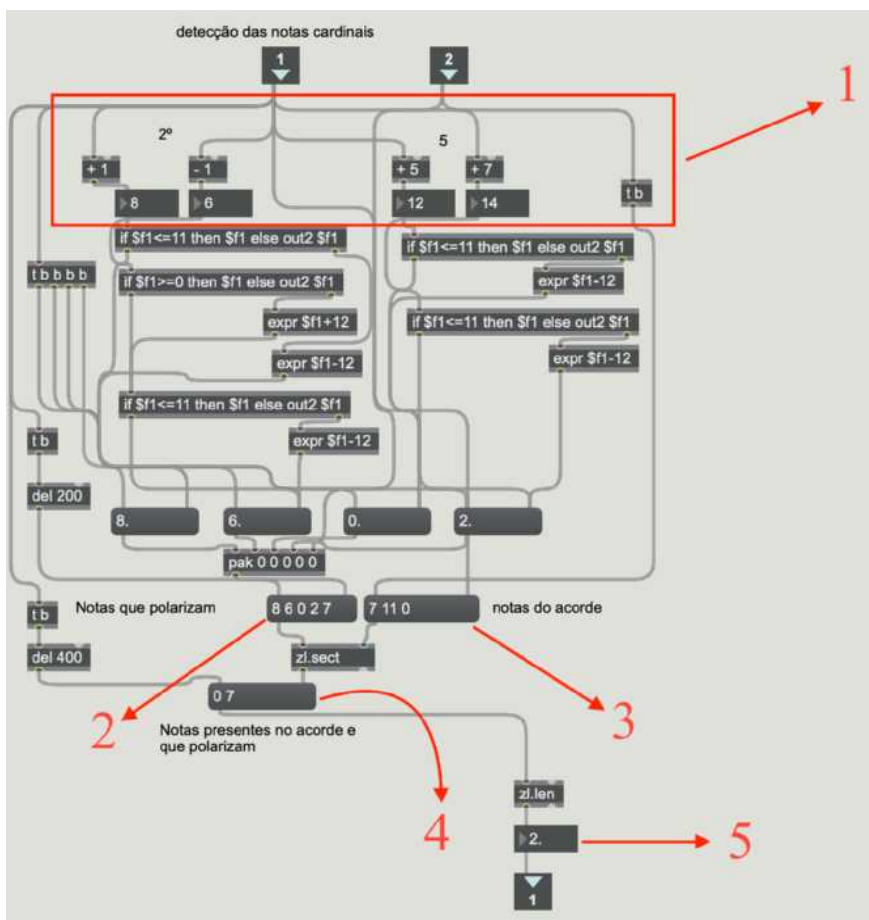 detecção das notas cardinais
1
2
1
2º
5
+ 1
- 1
+ 5
+ 7
t b
8
6
12
14
if $f1<=11 then $f1 else out2 $f1
if $f1<=11 then $f1 else out2 $f1
t b b b b
if $f1>=0 then $f1 else out2 $f1
expr $f1-12
expr $f1+12
if $f1<=11 then $f1 else out2 $f1
expr $f1-12
expr $f1-12
if $f1<=11 then $f1 else out2 $f1
t b
expr $f1-12
del 200
8.
6.
0.
2.
pak 0 0 0 0 0
t b
Notas que polarizam
8 6 0 2 7
7 11 0
notas do acorde
del 400
zl.sect
0 7
2
3
Notas presentes no acorde e
que polarizam
4
zl.len
2.
5
1